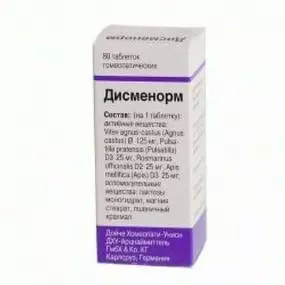 Дисменорм
80 таблеток
гомеопатических
Дисменорм
Состав: (на 1 таблетку):
активные вещества:
Vitex agnus-castus (Agnus
castus) Ø 125 мг, Pulsa-
tilla pratensis (Pulsatilla)
D3 25 мг, Rosmarinus
officinalis D2 25 мг, Apis
mellifica (Apis) D3 25 мг;
вспомогательные
вещества: лактозы
моногидрат, магния
стеарат, пшеничный
крахмал
Дойче Хомеопати-Унион
ДХУ-Арцнаймиттель
ГмбХ & Ко. КГ
Карлсруэ, Германия